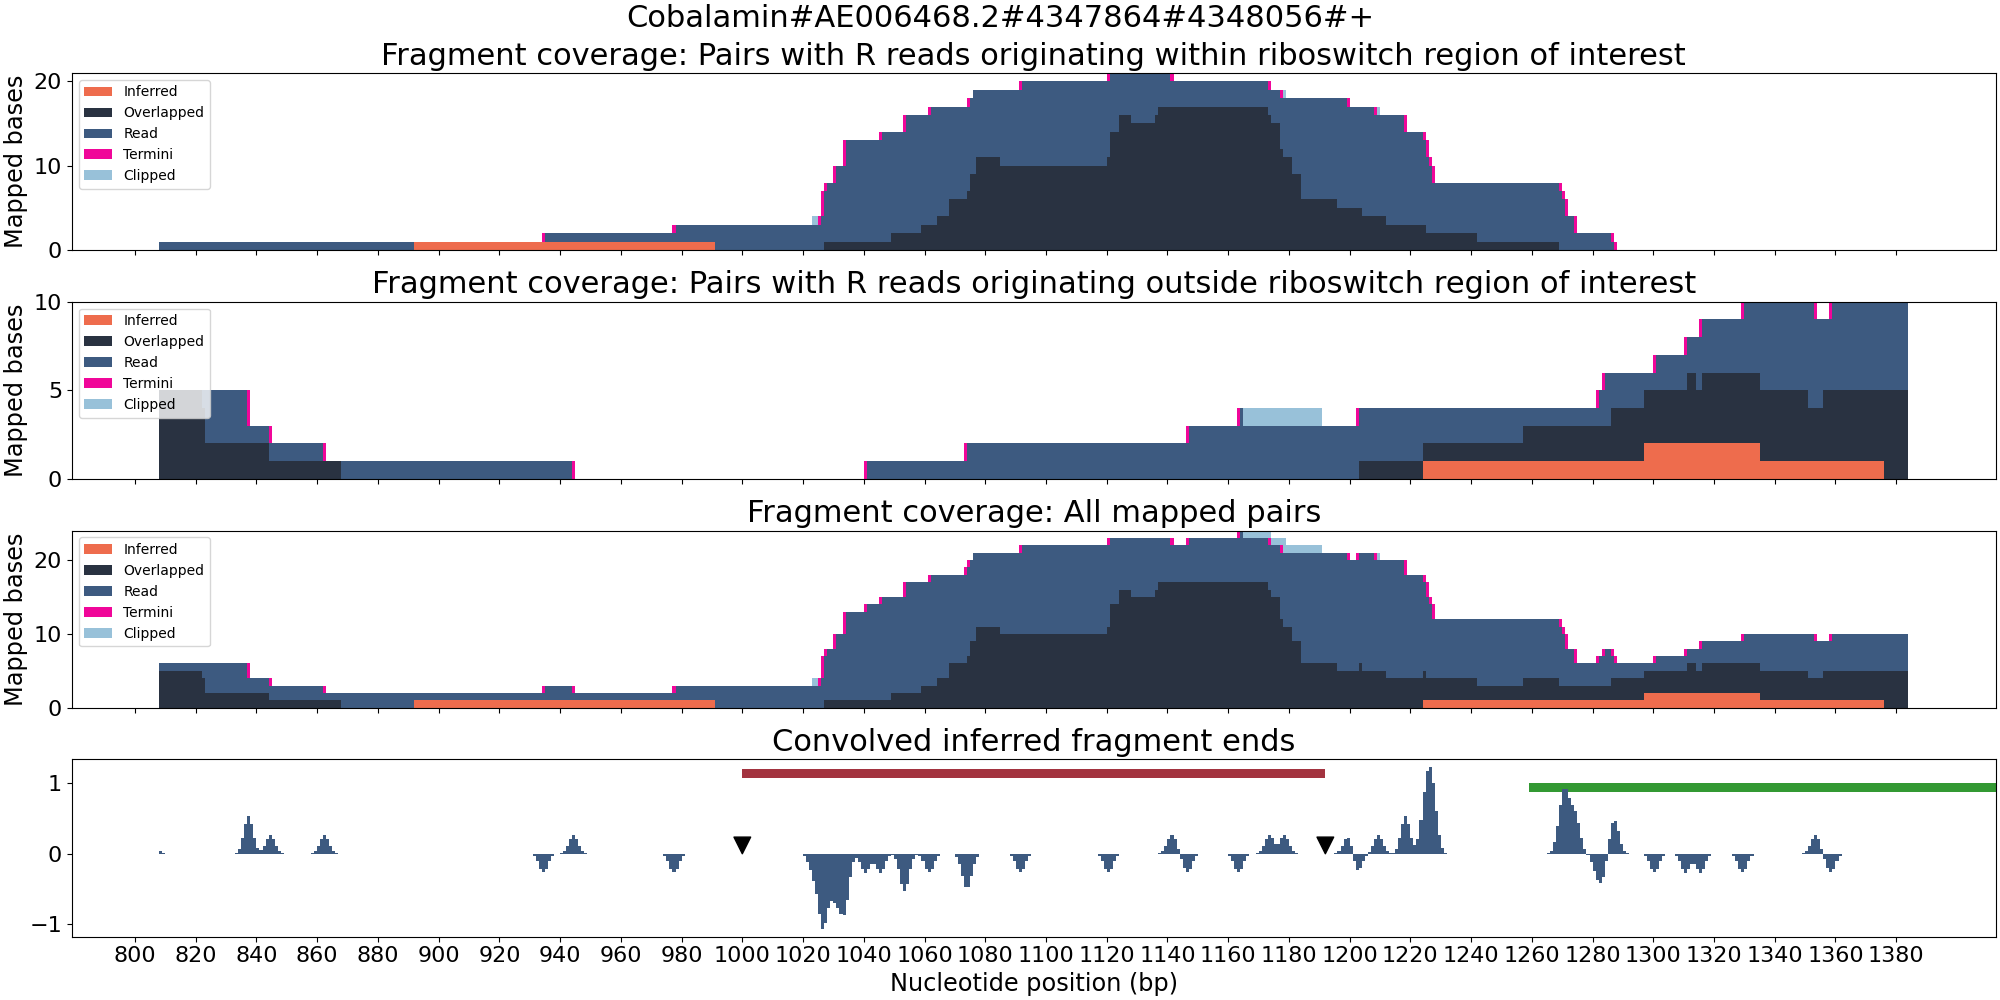 Cobalamin#AE006468.2#4347864#4348056#+
Fragment coverage: Pairs with R reads originating within riboswitch region of interest
Mapped bases
20
10
0
Inferred
Overlapped
Read
Termini
Clipped
Fragment coverage: Pairs with R reads originating outside riboswitch region of interest
Mapped bases
10
5
0
Inferred
Overlapped
Read
Termini
Clipped
Fragment coverage: All mapped pairs
Mapped bases
20
10
0
Inferred
Overlapped
Read
Termini
Clipped
Convolved inferred fragment ends
1
0
−1
800 820 840 860 880 900 920 940 960 980 1000 1020 1040 1060 1080 1100 1120 1140 1160 1180 1200 1220 1240 1260 1280 1300 1320 1340 1360 1380
Nucleotide position (bp)